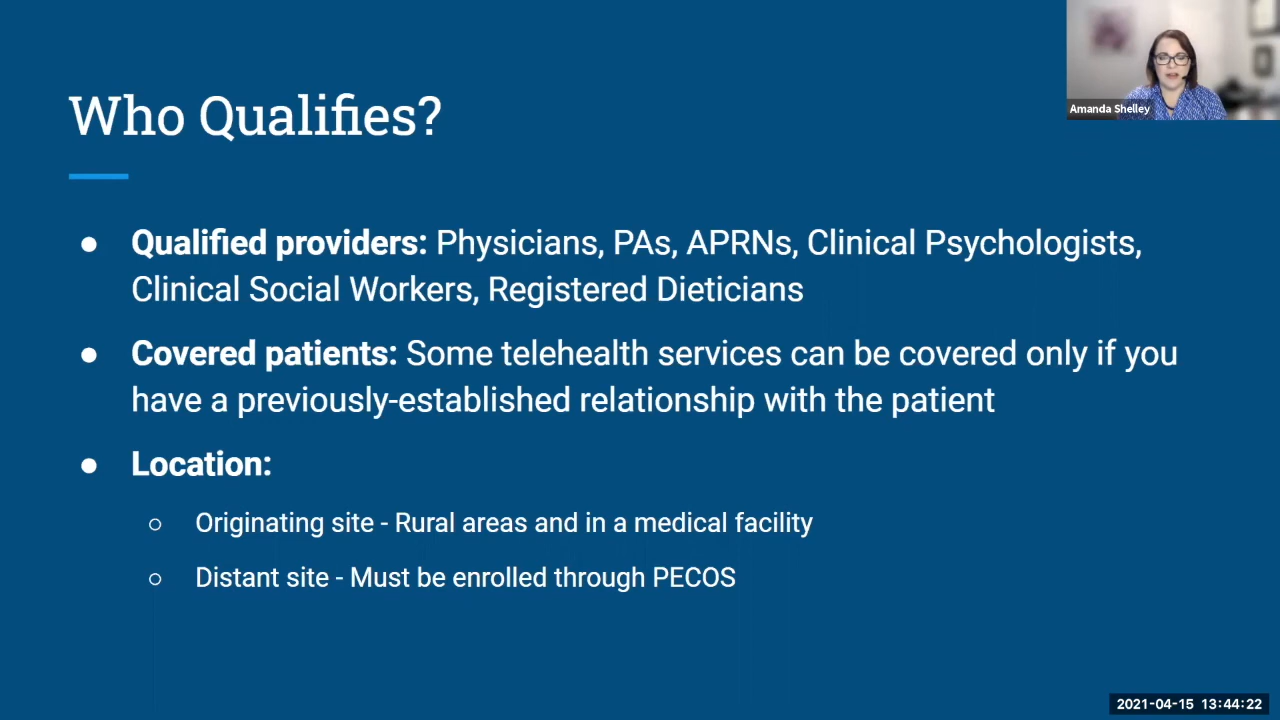 Who Qualifies?
Amanda Shelley
● Qualified providers: Physicians, PAs, APRNs, Clinical Psychologists,
Clinical Social Workers, Registered Dieticians
● Covered patients: Some telehealth services can be covered only if you
have a previously-established relationship with the patient
● Location:
○ Originating site - Rural areas and in a medical facility
○ Distant site - Must be enrolled through PECOS
2021-04-15 13:44:22